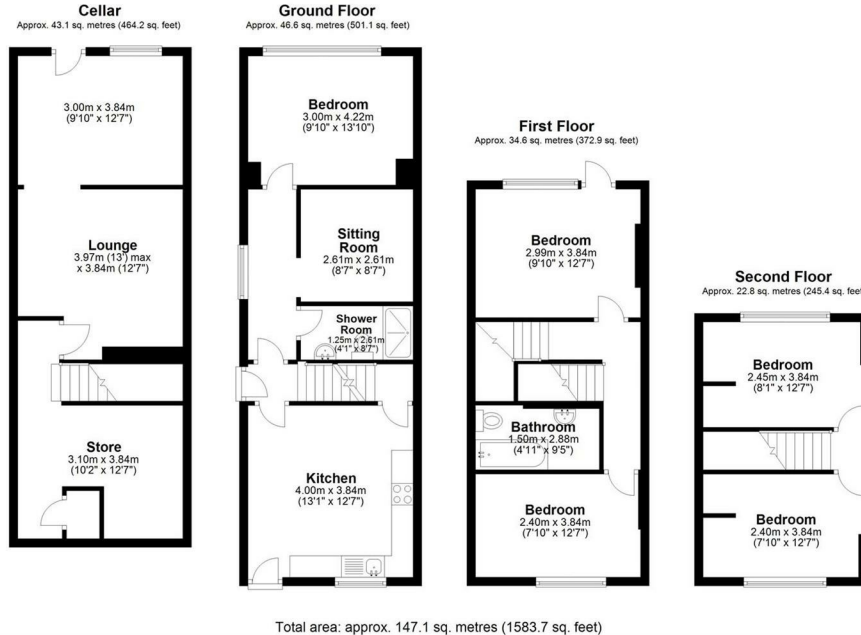 Cellar
Approx. 43.1 sq. metres (464.2 sq. feet)
3.00m x 3.84m
(9'10" x 12'7")
Lounge
3.97m (13') max
x 3.84m (12'7")
Store
3.10m x 3.84m
(10'2" x 12'7")
Ground Floor
Approx. 46.6 sq. metres (501.1 sq. feet)
Bedroom
3.00m x 4.22m
(9'10" x 13'10")
Sitting
Room
2.61m x 2.61m
(8'7" x 8'7")
Shower
Room
1.25m x 2.61m
(4'1" x 8'7")
Kitchen
4.00m x 3.84m
(13'1" x 12'7")
First Floor
Approx. 34.6 sq. metres (372.9 sq. feet)
Bedroom
2.99m x 3.84m
(9'10" x 12'7")
Bathroom
1.50m x 2.88m
(4'11" x 9'5")
Bedroom
2.40m x 3.84m
(7'10" x 12'7")
Second Floor
Approx. 22.8 sq. metres (245.4 sq. feet
Bedroom
2.45m x 3.84m
(8'1" x 12'7")
Bedroom
2.40m x 3.84m
(7'10" x 12'7")
Total area: approx. 147.1 sq. metres (1583.7 sq. feet)